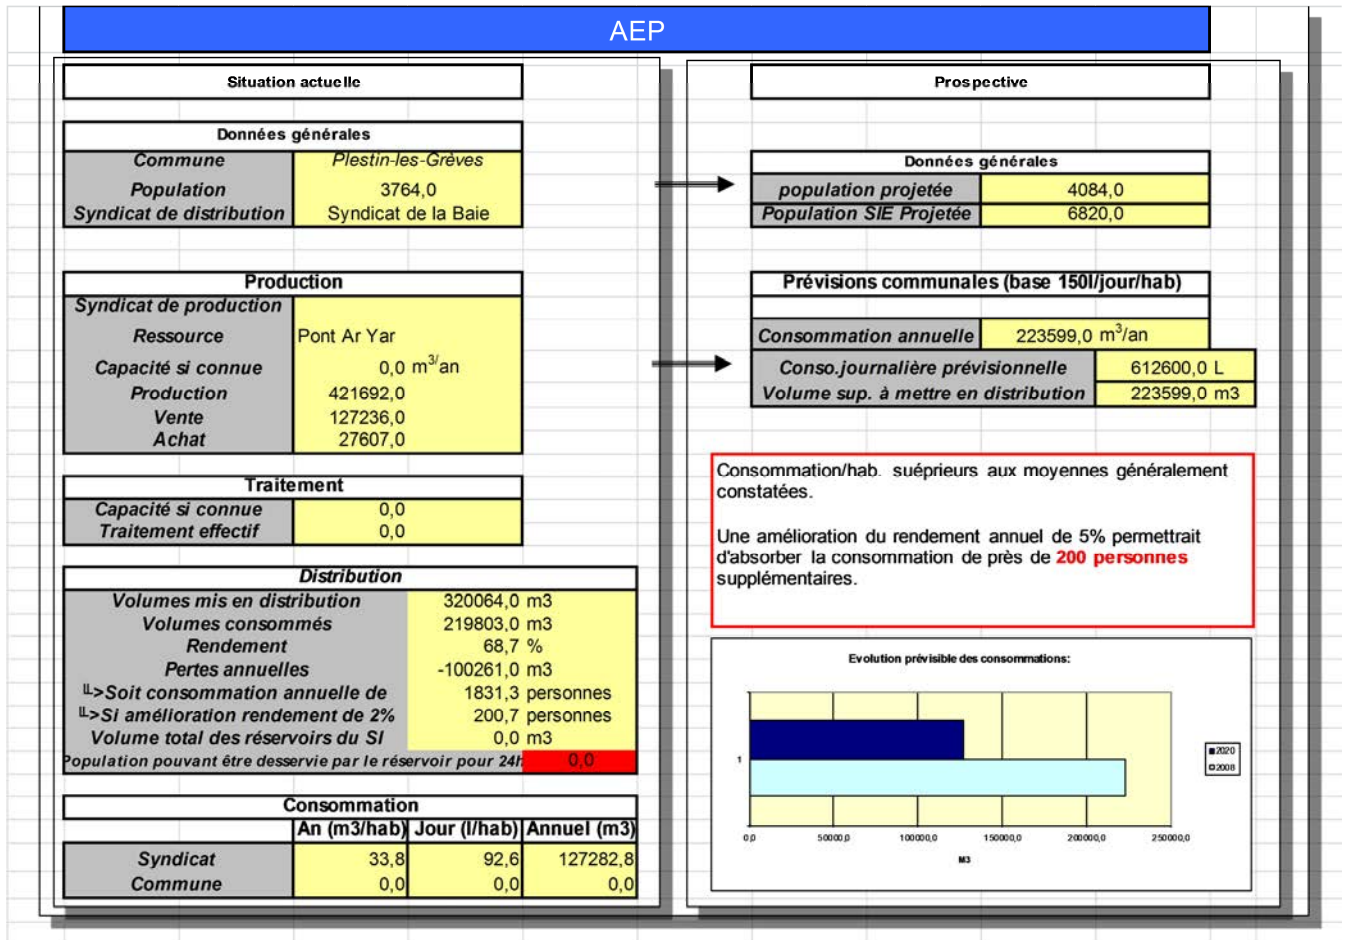 AEP
Situation actuelle
Données générales
Commune Plestin-les-Grèves
Population 3764,0
Syndicat de distribution Syndicat de la Baie
Production
Syndicat de production
Ressource Pont Ar Yar
Capacité si connue 0,0 m3/an
Production 421692,0
Vente 127236,0
Achat 27607,0
Traitement
Capacité si connue 0,0
Traitement effectif 0,0
Distribution
Volumes mis en distribution 320064,0 m3
Volumes consommés 219803,0 m3
Rendement 68,7 %
Pertes annuelles -100261,0 m3
╙>Soit consommation annuelle de 1831,3 personnes
╙>Si amélioration rendement de 2% 200,7 personnes
Volume total des réservoirs du SI 0,0 m3
Population pouvant être desservie par le réservoir pour 24h 0,0
Consommation
An (m3/hab) Jour (l/hab) Annuel (m3)
Syndicat 33,8 92,6 127282,8
Commune 0,0 0,0 0,0
Prospective
Données générales
population projetée 4084,0
Population SIE Projetée 6820,0
Prévisions communales (base 150l/jour/hab)
Consommation annuelle 223599,0 m3/an
Conso.journalière prévisionnelle 612600,0 L
Volume sup. à mettre en distribution 223599,0 m3
Consommation/hab. suéprieurs aux moyennes généralement
constatées.
Une amélioration du rendement annuel de 5% permettrait
d'absorber la consommation de près de 200 personnes
supplémentaires.
Evolution prévisible des consommations:
1
2020
2008
0,0 50000,0 100000,0 150000,0 200000,0 250000,0
M3